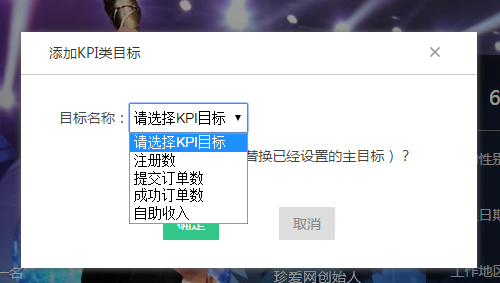 添加KPI类目标 ×
6
目标名称： 请选择KPI目标 ▼
请选择KPI目标
注册数
替换已经设置的主目标）？
性别
提交订单数
成功订单数
自助收入
日期
确定 取消
一名
珍爱网创始人
工作地区